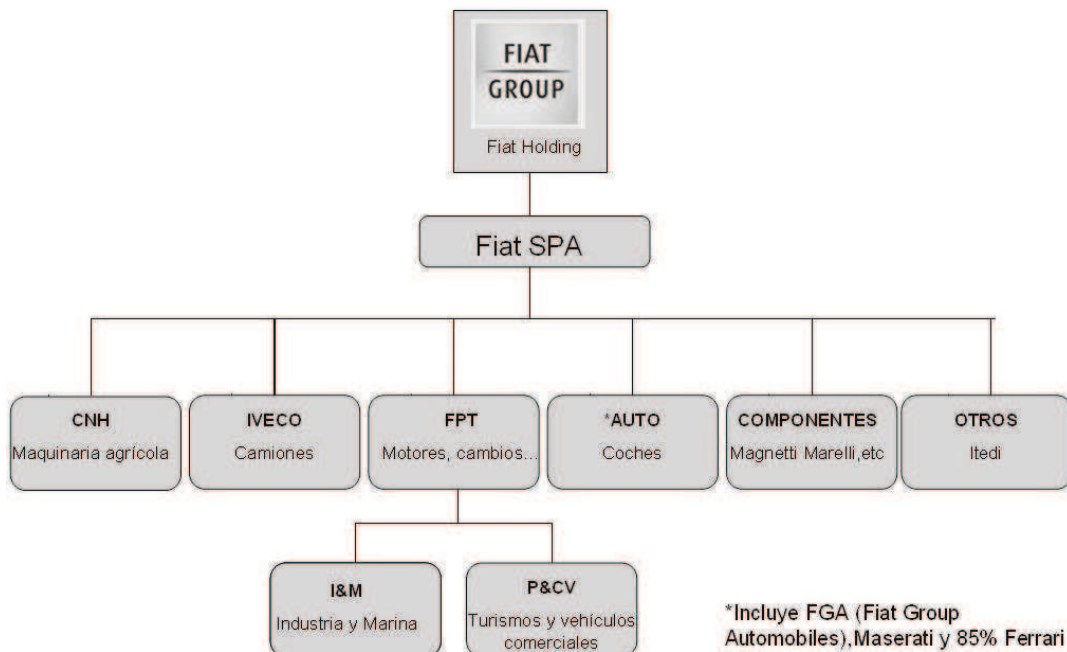 FIAT
GROUP
Fiat Holding
Fiat SPA
CNH
Maquinaria agrícola
IVECO
Camiones
FPT
Motores, cambios...
*AUTO
Coches
COMPONENTES
Magnetti Marelli,etc
OTROS
Itedi
I&M
Industria y Marina
P&CV
Turismos y vehículos
comerciales
*Incluye FGA (Fiat Group
Automobiles),Maserati y 85% Ferrari